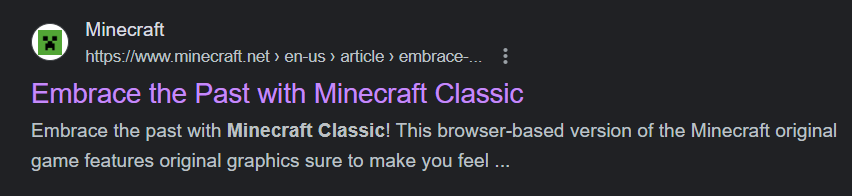 Minecraft
https://www.minecraft.net › en-us › article › embrace-...
Embrace the Past with Minecraft Classic
Embrace the past with Minecraft Classic! This browser-based version of the Minecraft original
game features original graphics sure to make you feel ...